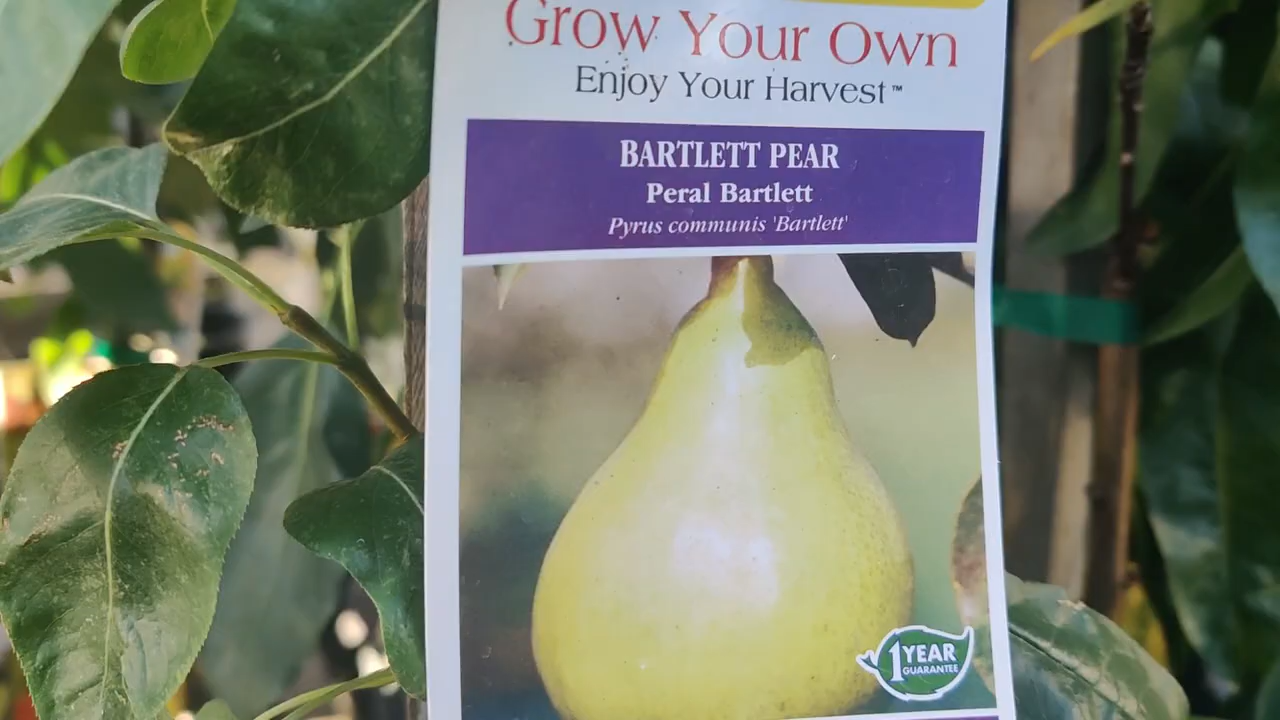 Grow Your Own
Enjoy Your Harvest™
BARTLETT PEAR
Peral Bartlett
Pyrus communis 'Bartlett'
1 YEAR
GUARANTEE